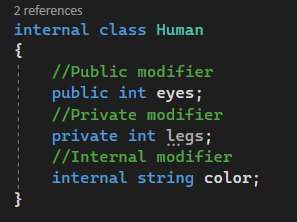 2 references
internal class Human
{
//Public modifier
public int eyes;
//Private modifier
private int legs;
//Internal modifier
internal string color;
}